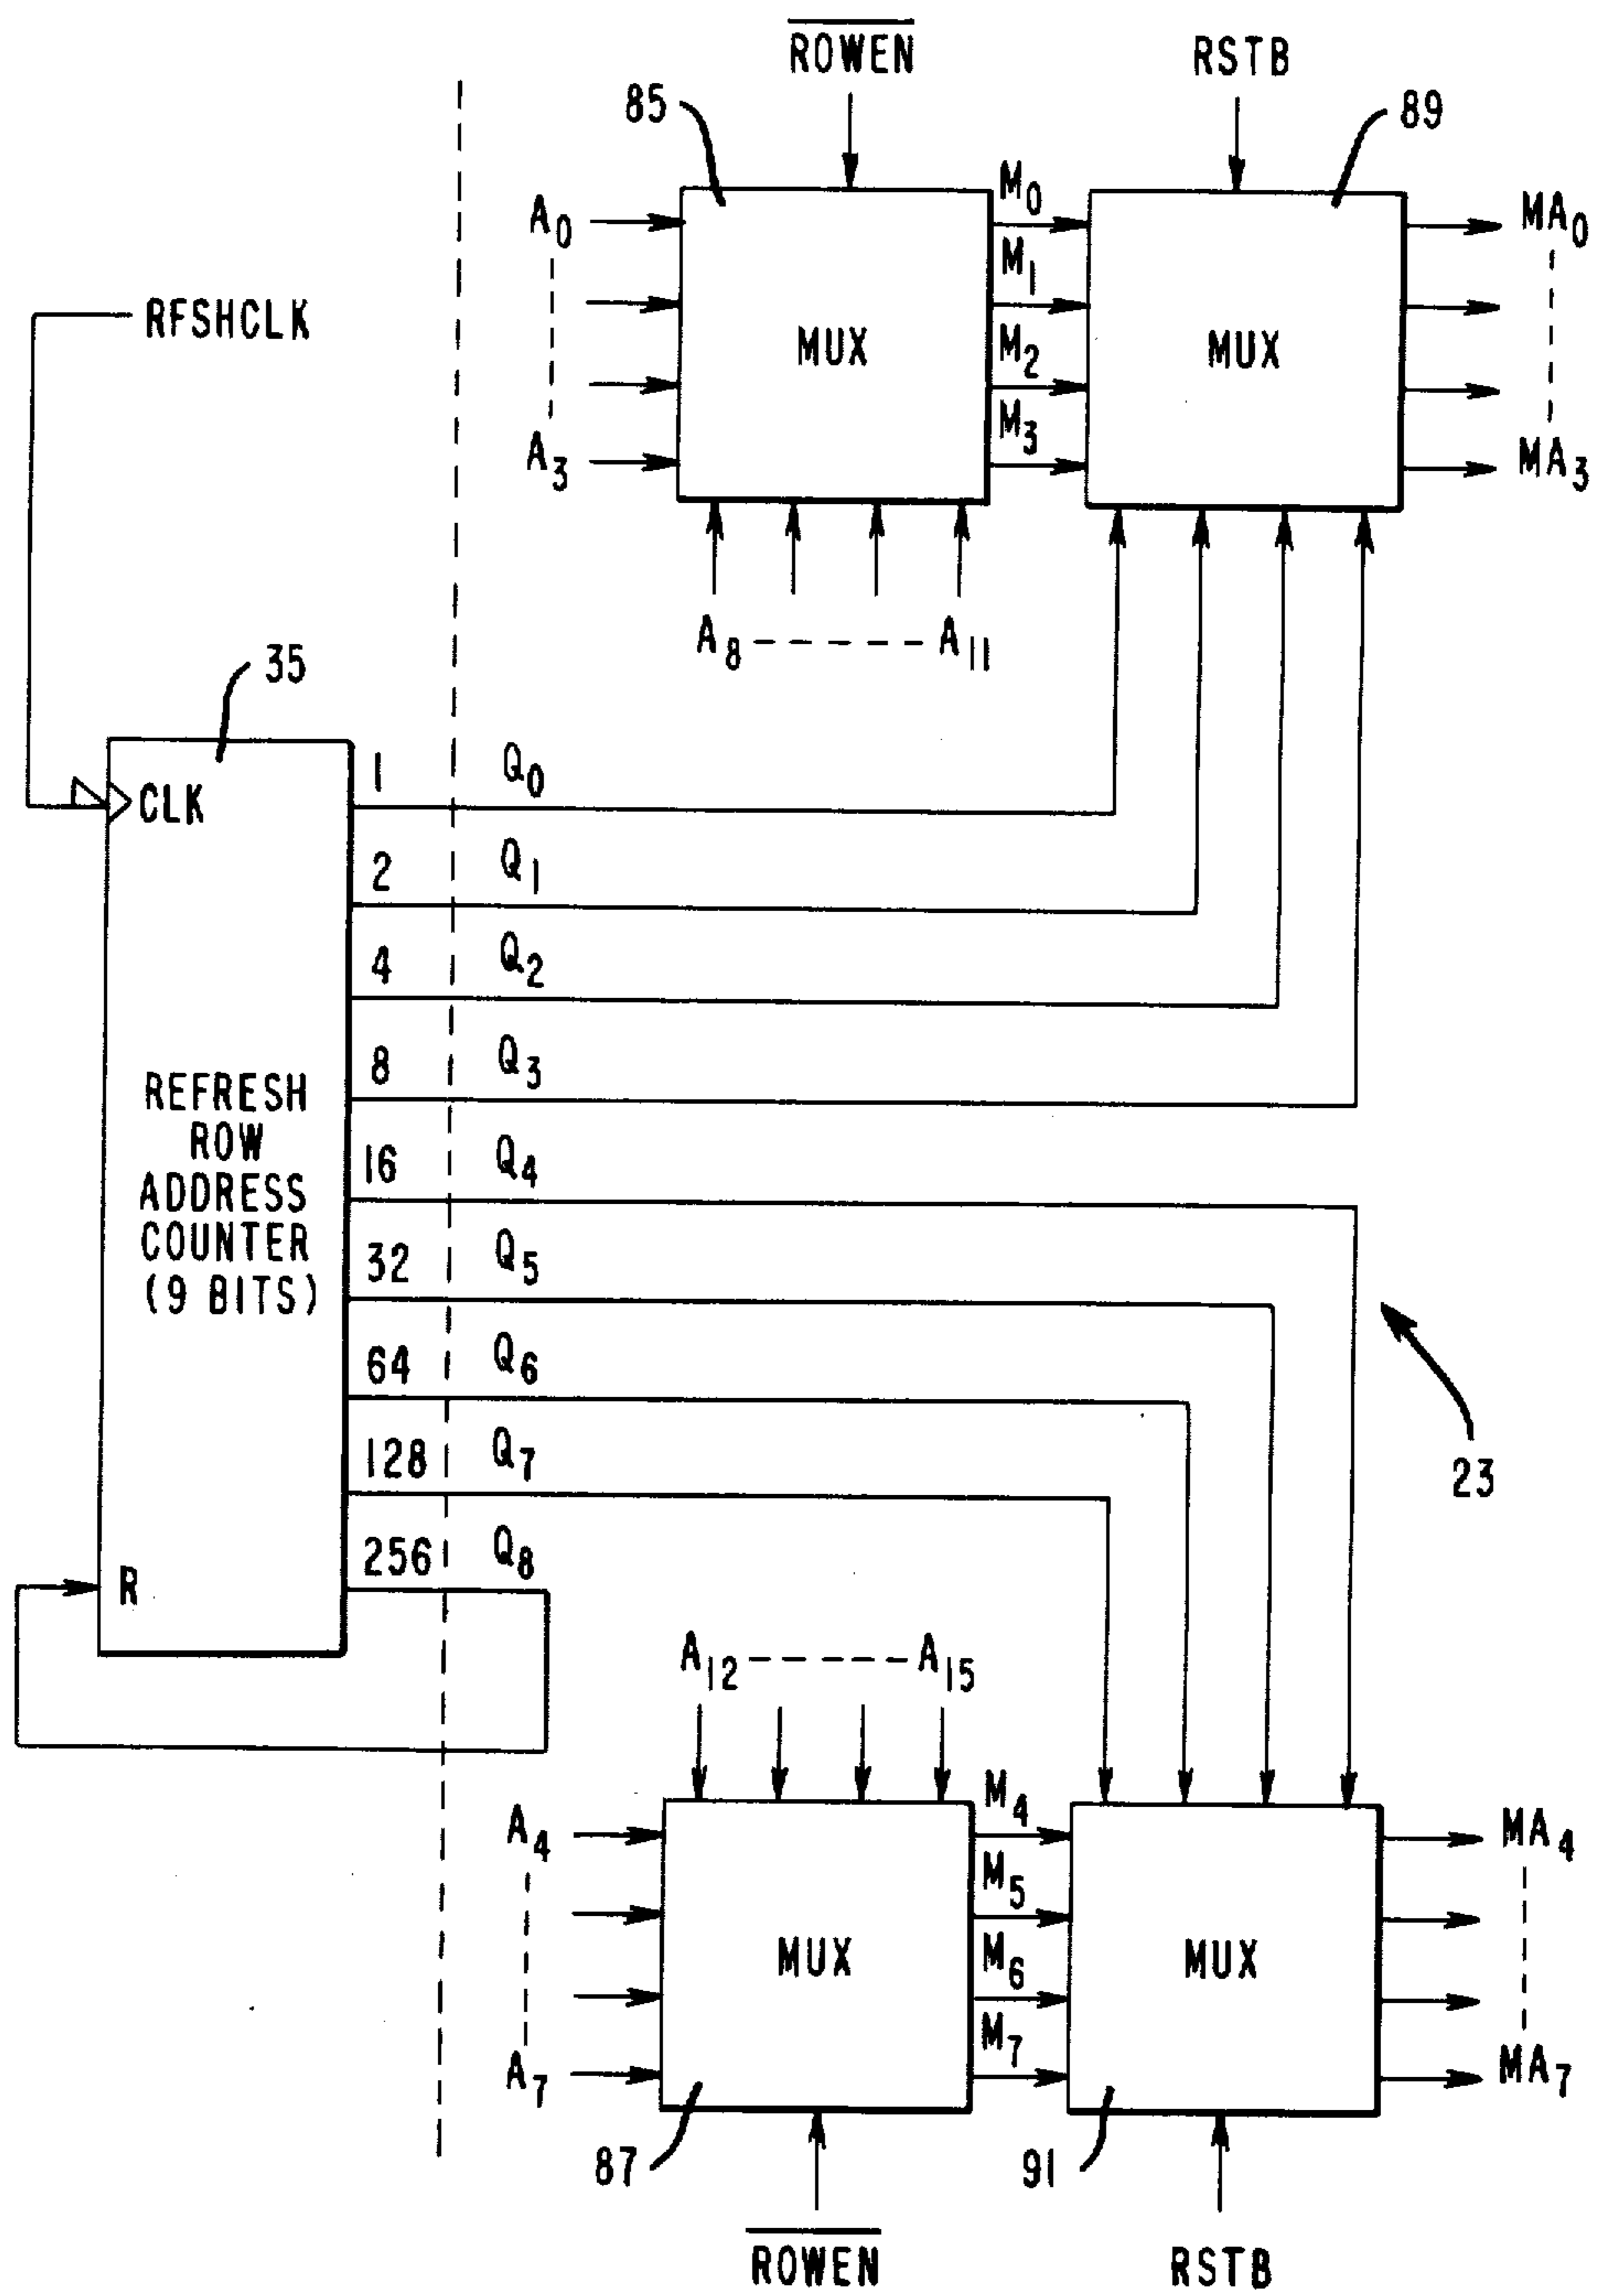 ROWEN
RSTB
85
89
A0
M0
MA0
M1
RFSHCLK
MUX
M2
MUX
M3
A3
MA3
A8
A11
35
1
Q0
CLK
2
Q1
4
Q2
8
Q3
REFRESH
ROW
ADDRESS
COUNTER
(9 BITS)
16
Q4
32
Q5
64
Q6
128
Q7
23
256
Q8
R
A12
A15
A4
M4
MA4
M5
MUX
M6
MUX
M7
A7
MA7
87
91
ROWEN
RSTB